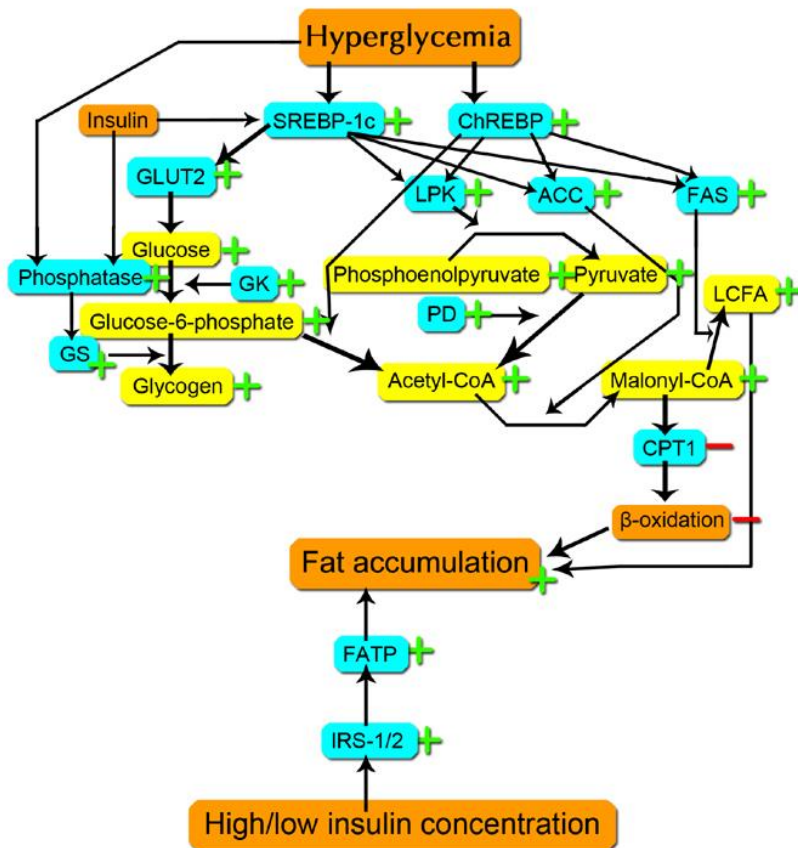 Hyperglycemia
Insulin
SREBP-1c
ChREBP
GLUT2
LPK
ACC
FAS
Glucose
Phosphatase
GK
Phosphoenolpyruvate
Pyruvate
LCFA
Glucose-6-phosphate
PD
GS
Glycogen
Acetyl-CoA
Malonyl-CoA
CPT1
β-oxidation
Fat accumulation
FATP
IRS-1/2
High/low insulin concentration